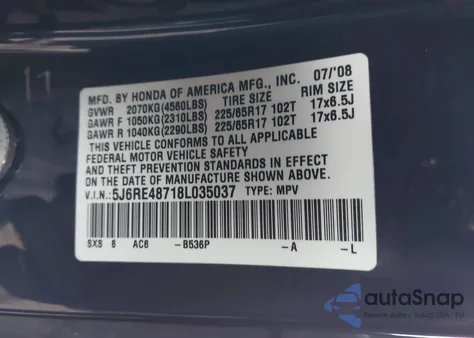 11
MFD. BY HONDA OF AMERICA MFG., INC. 07/'08
GVWR 2070KG(4560LBS) TIRE SIZE RIM SIZE
GAWR F 1050KG(2310LBS) 225/65R17 102T 17x6.5J
GAWR R 1040KG(2290LBS) 225/65R17 102T 17x6.5J
THIS VEHICLE CONFORMS TO ALL APPLICABLE
FEDERAL MOTOR VEHICLE SAFETY
AND THEFT PREVENTION STANDARDS IN EFFECT
ON THE DATE OF MANUFACTURE SHOWN ABOVE.
V.I.N.: 5J6RE48718L035037 TYPE: MPV
SXS 8 AC6 -B536P -A -L
autoSnap